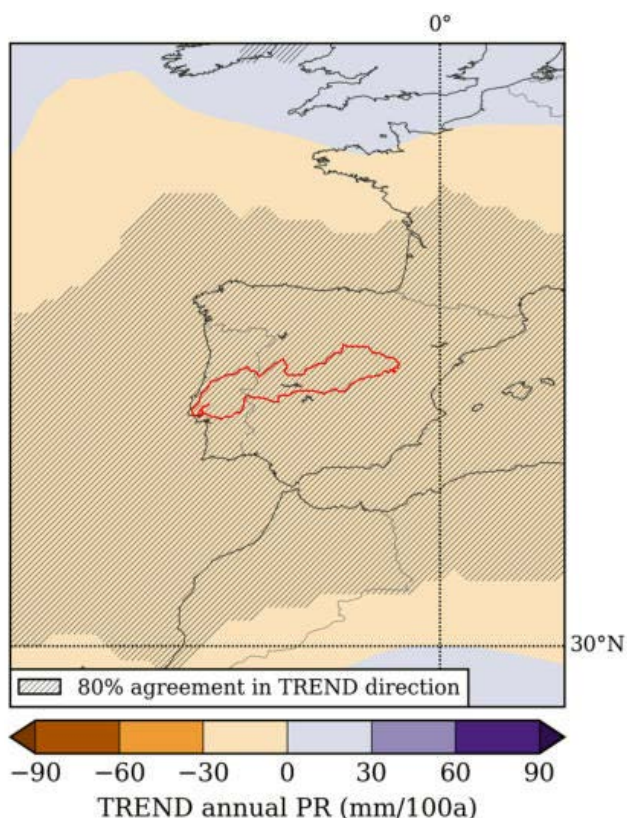 0°
30°N
80% agreement in TREND direction
−90 −60 −30 0 30 60 90
TREND annual PR (mm/100a)